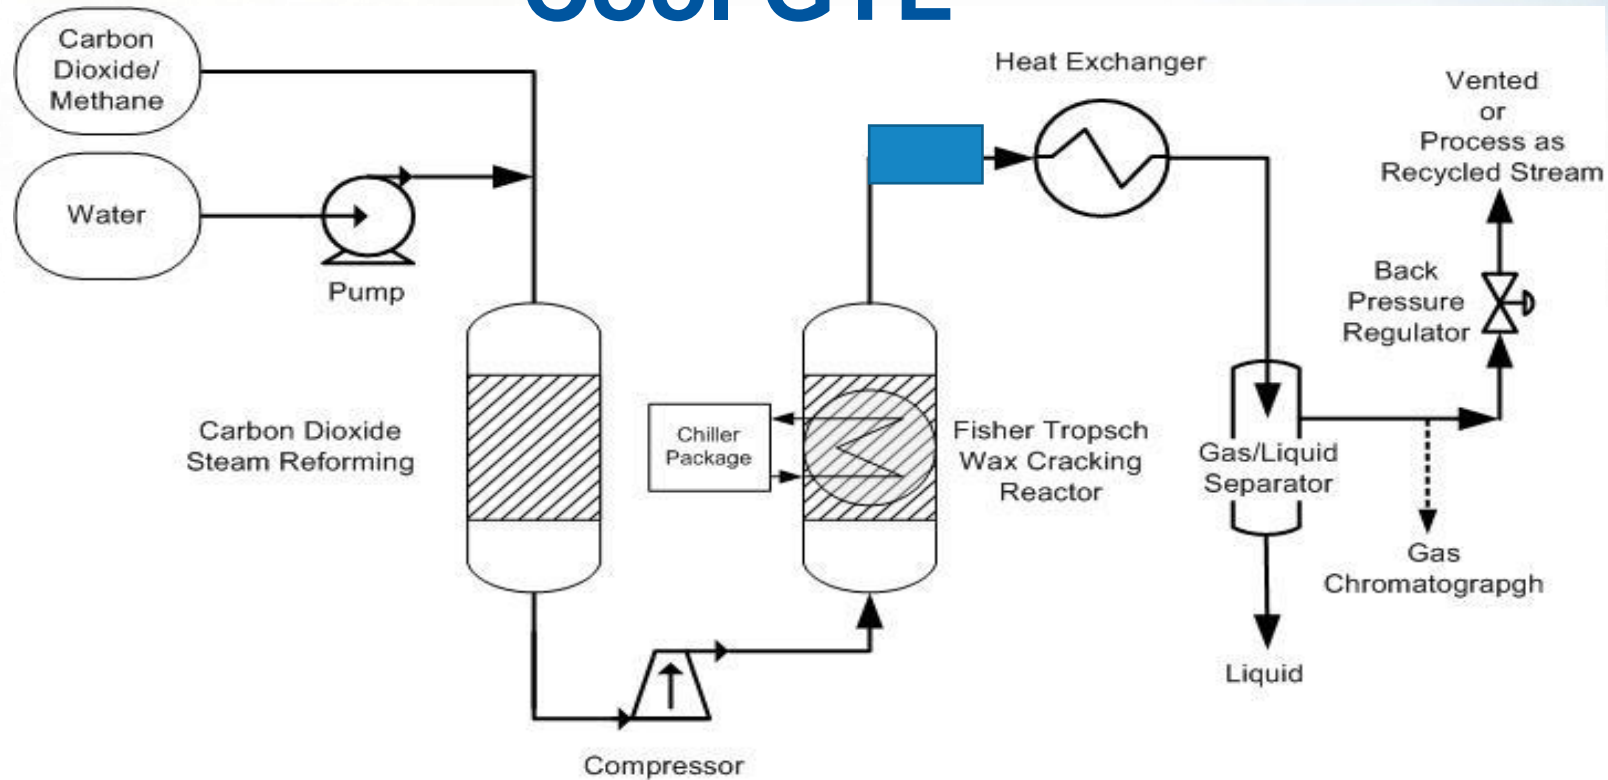 GTL
Carbon
Dioxide/
Methane
Water
Pump
Carbon Dioxide
Steam Reforming
Compressor
Chiller
Package
Fisher Tropsch
Wax Cracking
Reactor
Heat Exchanger
Gas/Liquid
Separator
Liquid
Gas
Chromatograpgh
Back
Pressure
Regulator
Vented
or
Process as
Recycled Stream